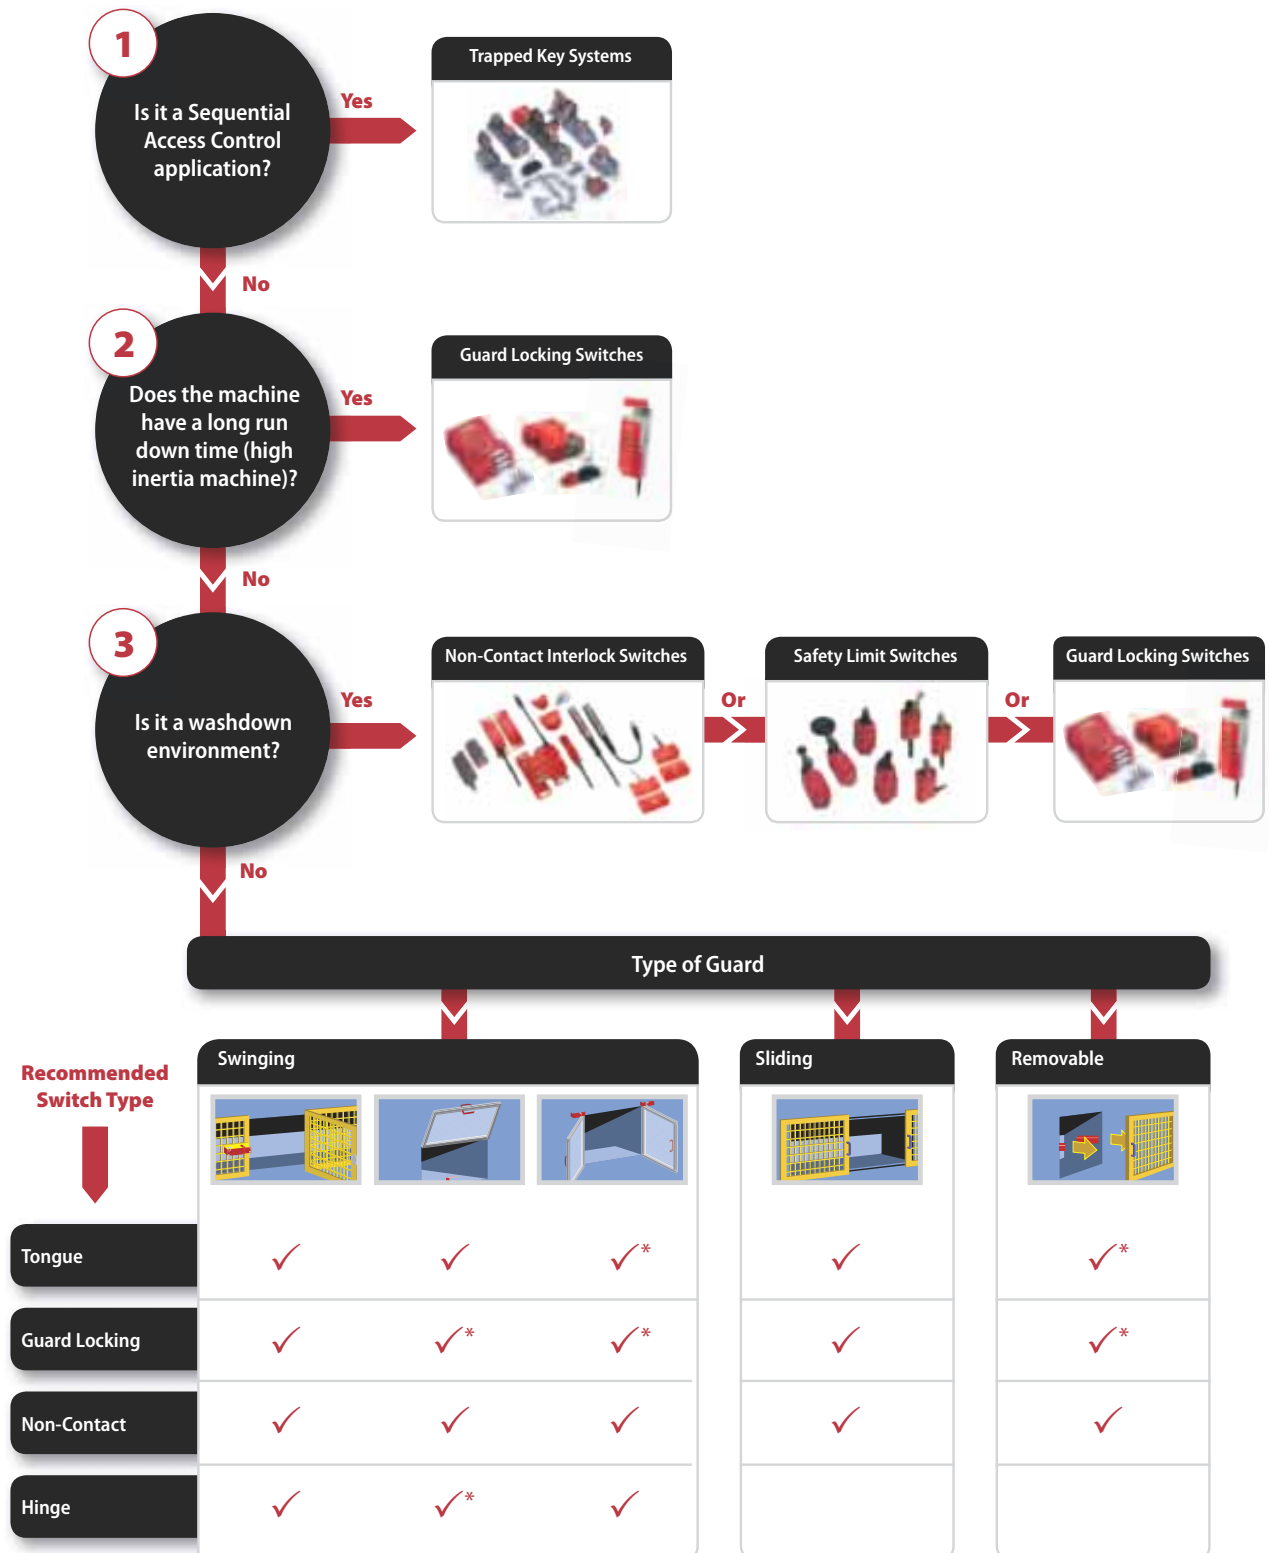 1
Is it a Sequential
Access Control
application?
Yes
Trapped Key Systems
No
2
Does the machine
have a long run
down time (high
inertia machine)?
Yes
Guard Locking Switches
No
3
Is it a washdown
environment?
Yes
Non-Contact Interlock Switches
Or
Safety Limit Switches
Or
Guard Locking Switches
No
Type of Guard
Recommended
Switch Type
Swinging
Sliding
Removable
Tongue
✓ ✓ ✓* ✓ ✓*
Guard Locking
✓ ✓* ✓* ✓ ✓*
Non-Contact
✓ ✓ ✓ ✓ ✓
Hinge
✓ ✓* ✓